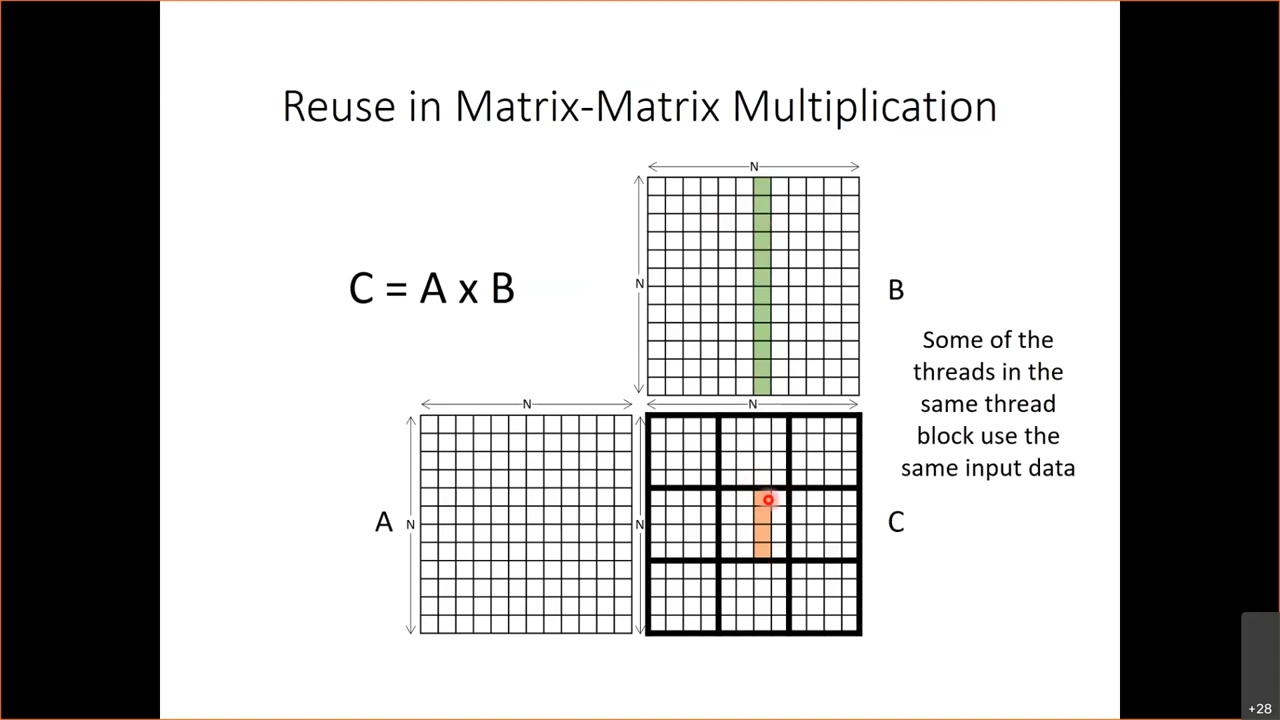 Reuse in Matrix-Matrix Multiplication
N
N
C = A x B
B
Some of the
threads in the
same thread
block use the
same input data
N
N
A
N
N
C
+28